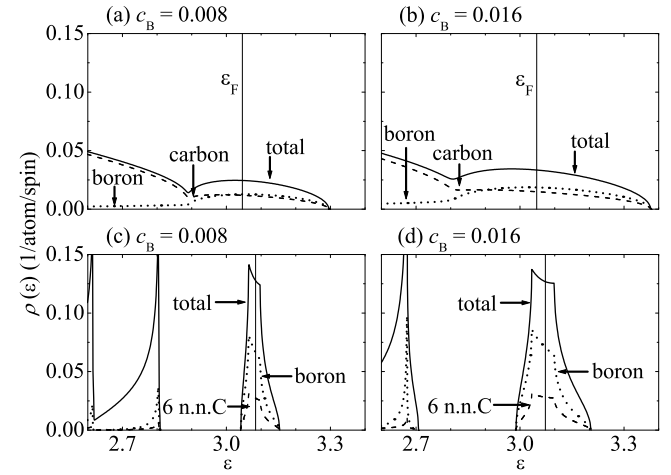 (a) c_B = 0.008
(b) c_B = 0.016
0.15
0.10
0.05
0.00
ε_F
ε_F
boron
carbon
total
boron
carbon
total
ρ(ε) (1/atom/spin)
(c) c_B = 0.008
(d) c_B = 0.016
0.15
0.10
0.05
0.00
total
boron
6 n.n.C
total
boron
6 n.n.C
2.7 3.0 3.3
2.7 3.0 3.3
ε
ε